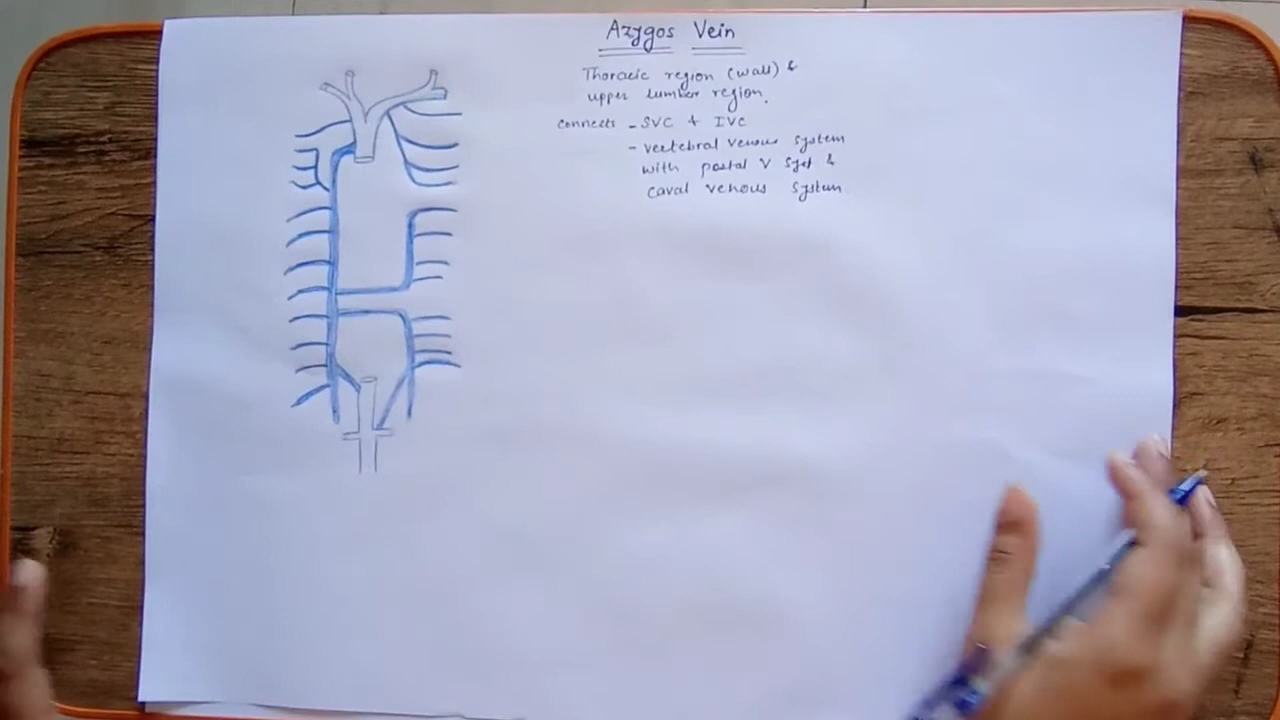 Azygos Vein
Thoracic region (wall) &
upper lumbar region.
connects - SVC + IVC
- vertebral venous system
with portal V syst &
caval venous system